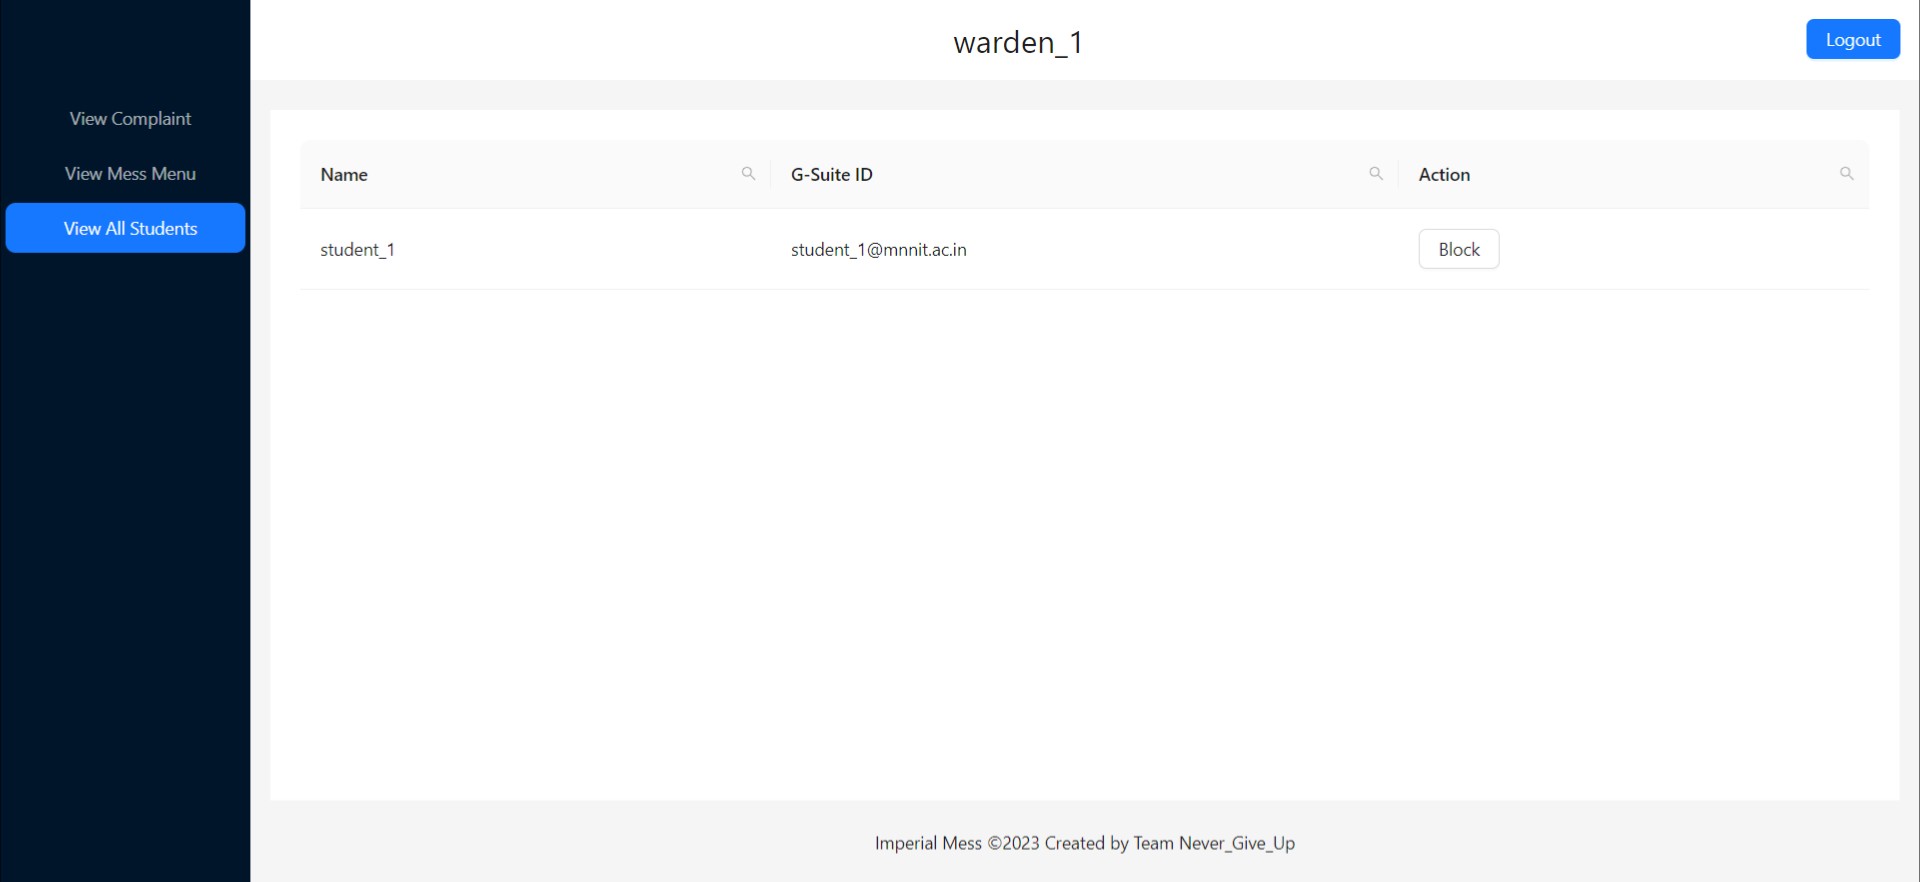 warden_1
Logout
View Complaint
View Mess Menu
View All Students
Name
G-Suite ID
Action
student_1
student_1@mnnit.ac.in
Block
Imperial Mess ©2023 Created by Team Never_Give_Up